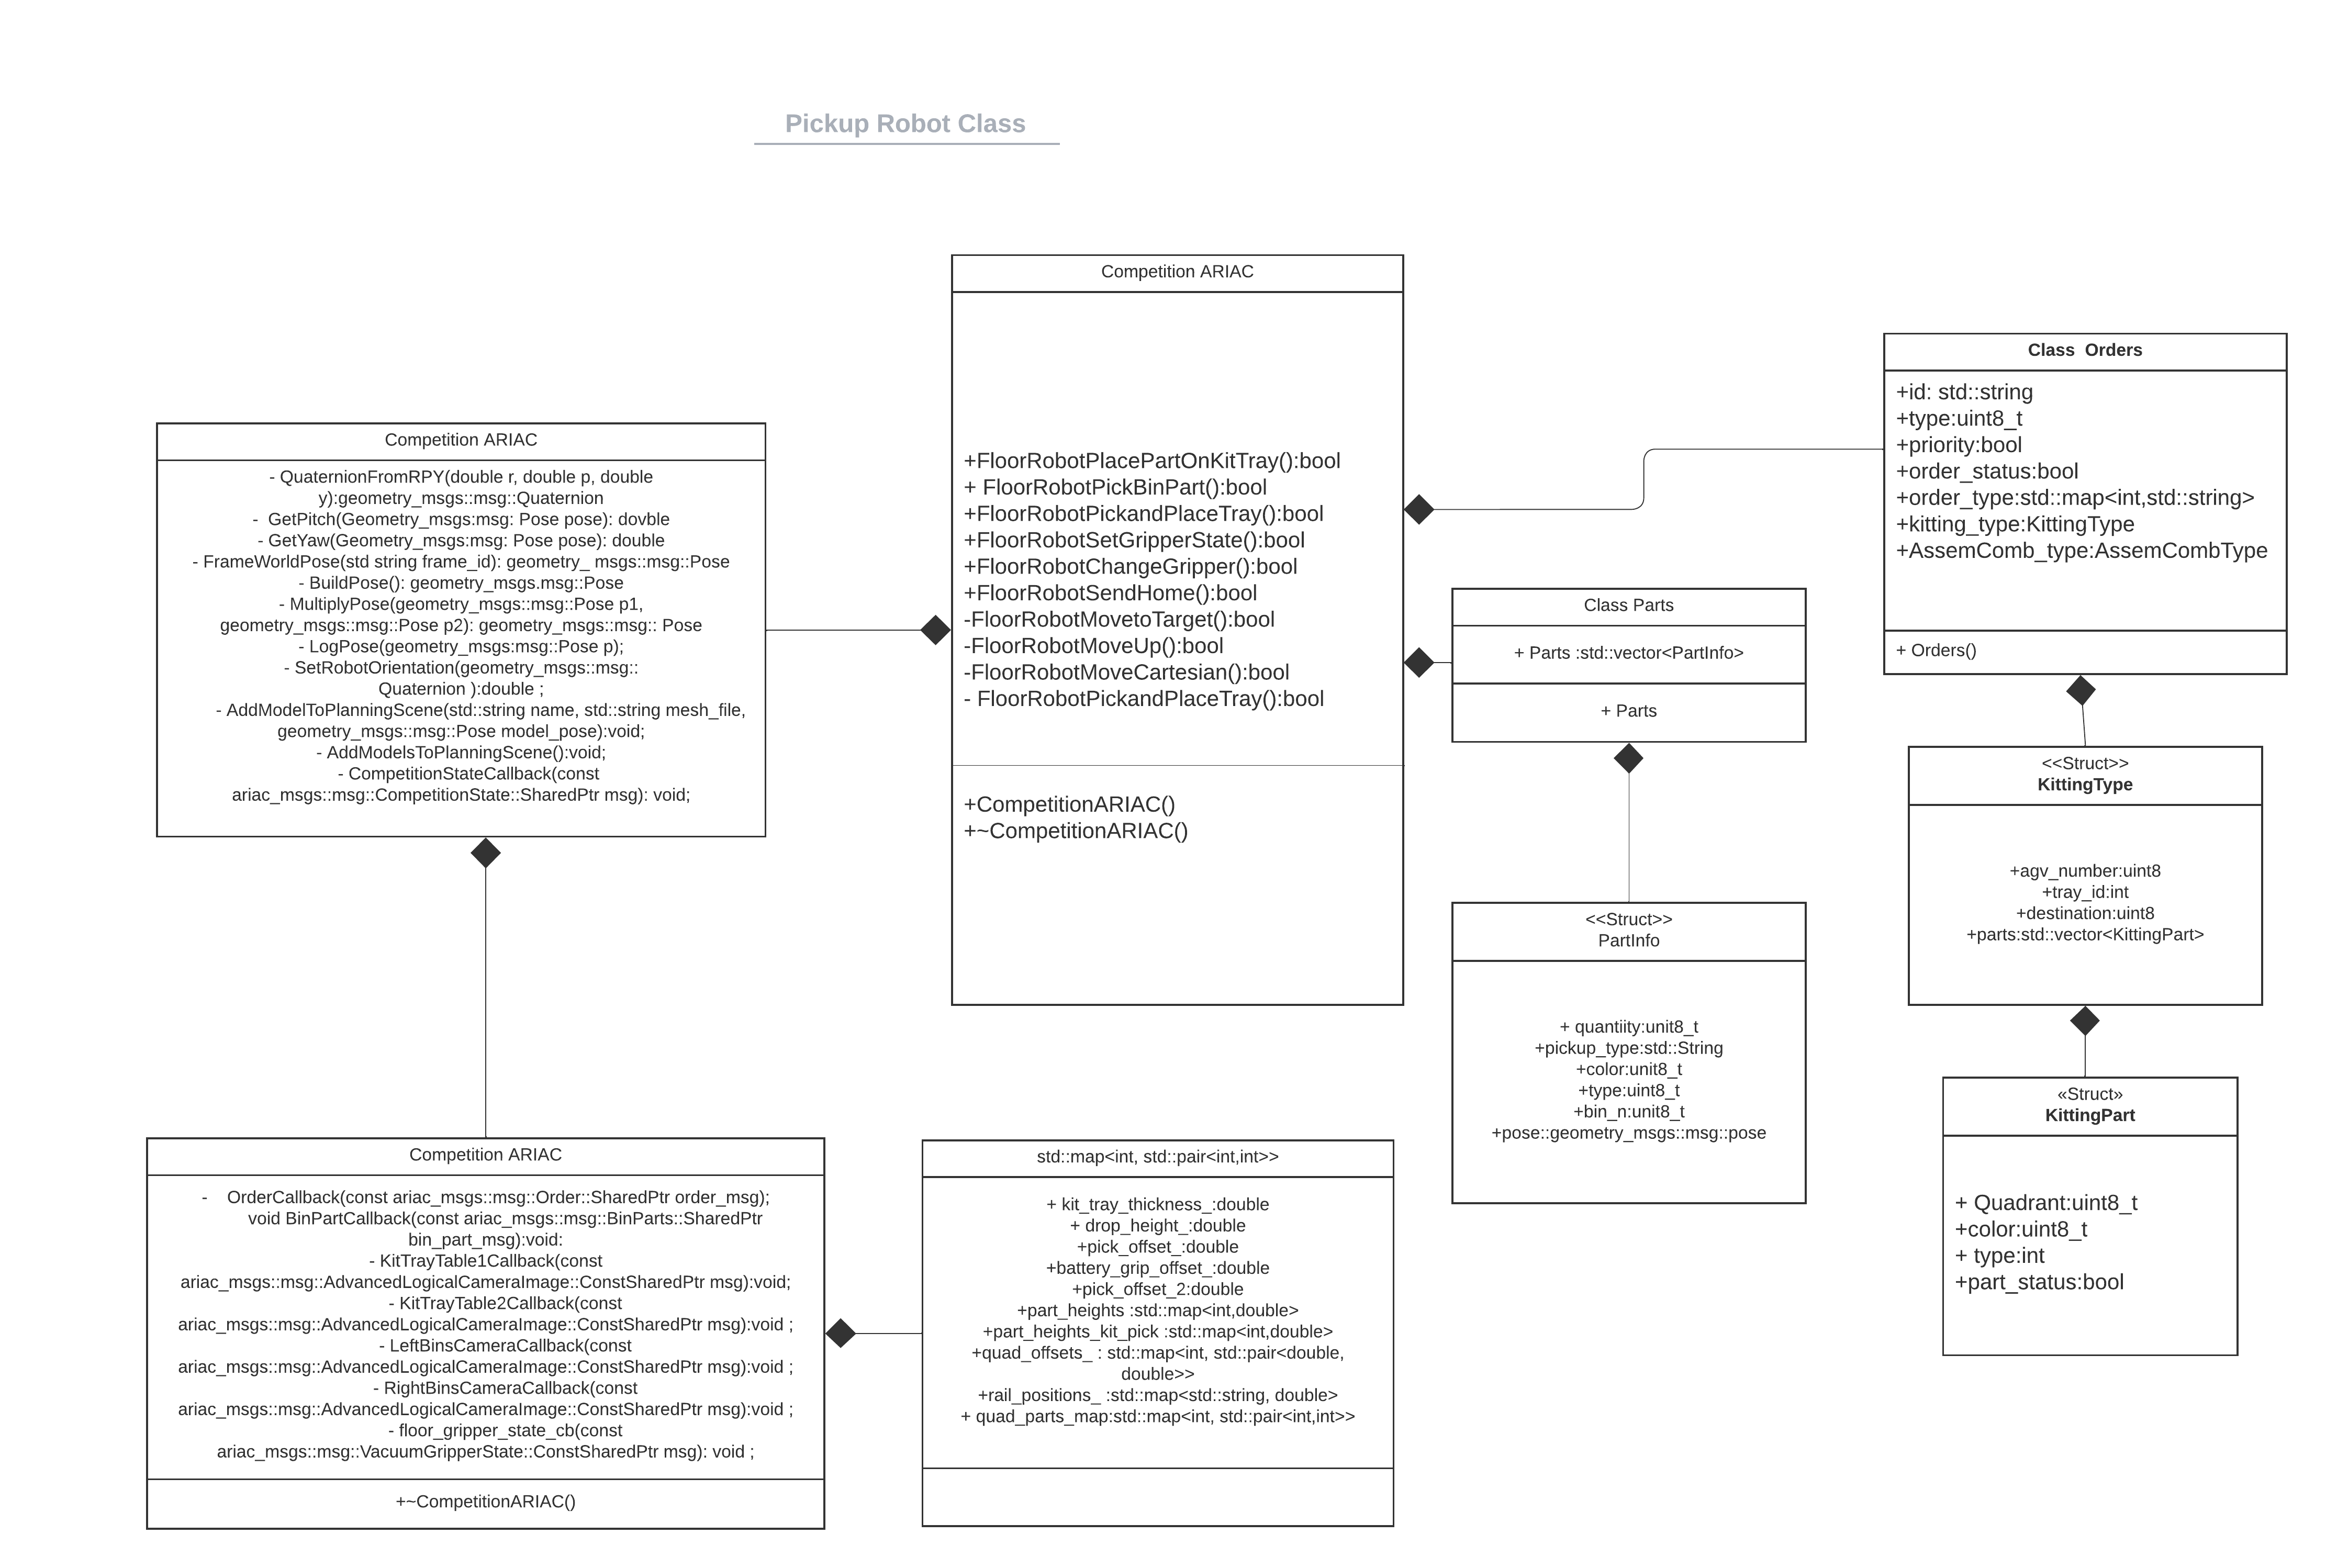 Pickup Robot Class
Competition ARIAC
+FloorRobotPlacePartOnKitTray():bool
+ FloorRobotPickBinPart():bool
+FloorRobotPickandPlaceTray():bool
+FloorRobotSetGripperState():bool
+FloorRobotChangeGripper():bool
+FloorRobotSendHome():bool
-FloorRobotMovetoTarget():bool
-FloorRobotMoveUp():bool
-FloorRobotMoveCartesian():bool
- FloorRobotPickandPlaceTray():bool
+CompetitionARIAC()
+~CompetitionARIAC()
Class  Orders
+id: std::string
+type:uint8_t
+priority:bool
+order_status:bool
+order_type:std::map<int,std::string>
+kitting_type:KittingType
+AssemComb_type:AssemCombType
+ Orders()
Competition ARIAC
- QuaternionFromRPY(double r, double p, double
y):geometry_msgs::msg::Quaternion
-  GetPitch(Geometry_msgs:msg: Pose pose): dovble
- GetYaw(Geometry_msgs:msg: Pose pose): double
- FrameWorldPose(std string frame_id): geometry_ msgs::msg::Pose
- BuildPose(): geometry_msgs.msg::Pose
- MultiplyPose(geometry_msgs::msg::Pose p1,
geometry_msgs::msg::Pose p2): geometry_msgs::msg:: Pose
- LogPose(geometry_msgs:msg::Pose p);
- SetRobotOrientation(geometry_msgs::msg::
Quaternion ):double ;
- AddModelToPlanningScene(std::string name, std::string mesh_file,
geometry_msgs::msg::Pose model_pose):void;
- AddModelsToPlanningScene():void;
- CompetitionStateCallback(const
ariac_msgs::msg::CompetitionState::SharedPtr msg): void;
Class Parts
+ Parts :std::vector<PartInfo>
+ Parts
<<Struct>>
KittingType
+agv_number:uint8
+tray_id:int
+destination:uint8
+parts:std::vector<KittingPart>
<<Struct>>
PartInfo
+ quantiity:unit8_t
+pickup_type:std::String
+color:unit8_t
+type:uint8_t
+bin_n:unit8_t
+pose::geometry_msgs::msg::pose
«Struct»
KittingPart
+ Quadrant:uint8_t
+color:uint8_t
+ type:int
+part_status:bool
Competition ARIAC
-    OrderCallback(const ariac_msgs::msg::Order::SharedPtr order_msg);
void BinPartCallback(const ariac_msgs::msg::BinParts::SharedPtr
bin_part_msg):void:
- KitTrayTable1Callback(const
ariac_msgs::msg::AdvancedLogicalCameraImage::ConstSharedPtr msg):void;
- KitTrayTable2Callback(const
ariac_msgs::msg::AdvancedLogicalCameraImage::ConstSharedPtr msg):void ;
- LeftBinsCameraCallback(const
ariac_msgs::msg::AdvancedLogicalCameraImage::ConstSharedPtr msg):void ;
- RightBinsCameraCallback(const
ariac_msgs::msg::AdvancedLogicalCameraImage::ConstSharedPtr msg):void ;
- floor_gripper_state_cb(const
ariac_msgs::msg::VacuumGripperState::ConstSharedPtr msg): void ;
+~CompetitionARIAC()
std::map<int, std::pair<int,int>>
+ kit_tray_thickness_:double
+ drop_height_:double
+pick_offset_:double
+battery_grip_offset_:double
+pick_offset_2:double
+part_heights :std::map<int,double>
+part_heights_kit_pick :std::map<int,double>
+quad_offsets_ : std::map<int, std::pair<double,
double>>
+rail_positions_ :std::map<std::string, double>
+ quad_parts_map:std::map<int, std::pair<int,int>>